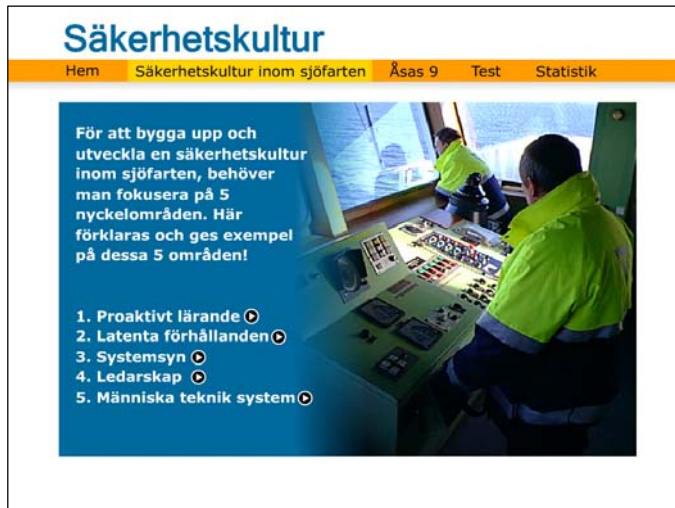 Säkerhetskultur
Hem Säkerhetskultur inom sjöfarten Åsas 9 Test Statistik
För att bygga upp och
utveckla en säkerhetskultur
inom sjöfarten, behöver
man fokusera på 5
nyckelområden. Här
förklaras och ges exempel
på dessa 5 områden!
1. Proaktivt lärande
2. Latenta förhållanden
3. Systemsyn
4. Ledarskap
5. Människa teknik system